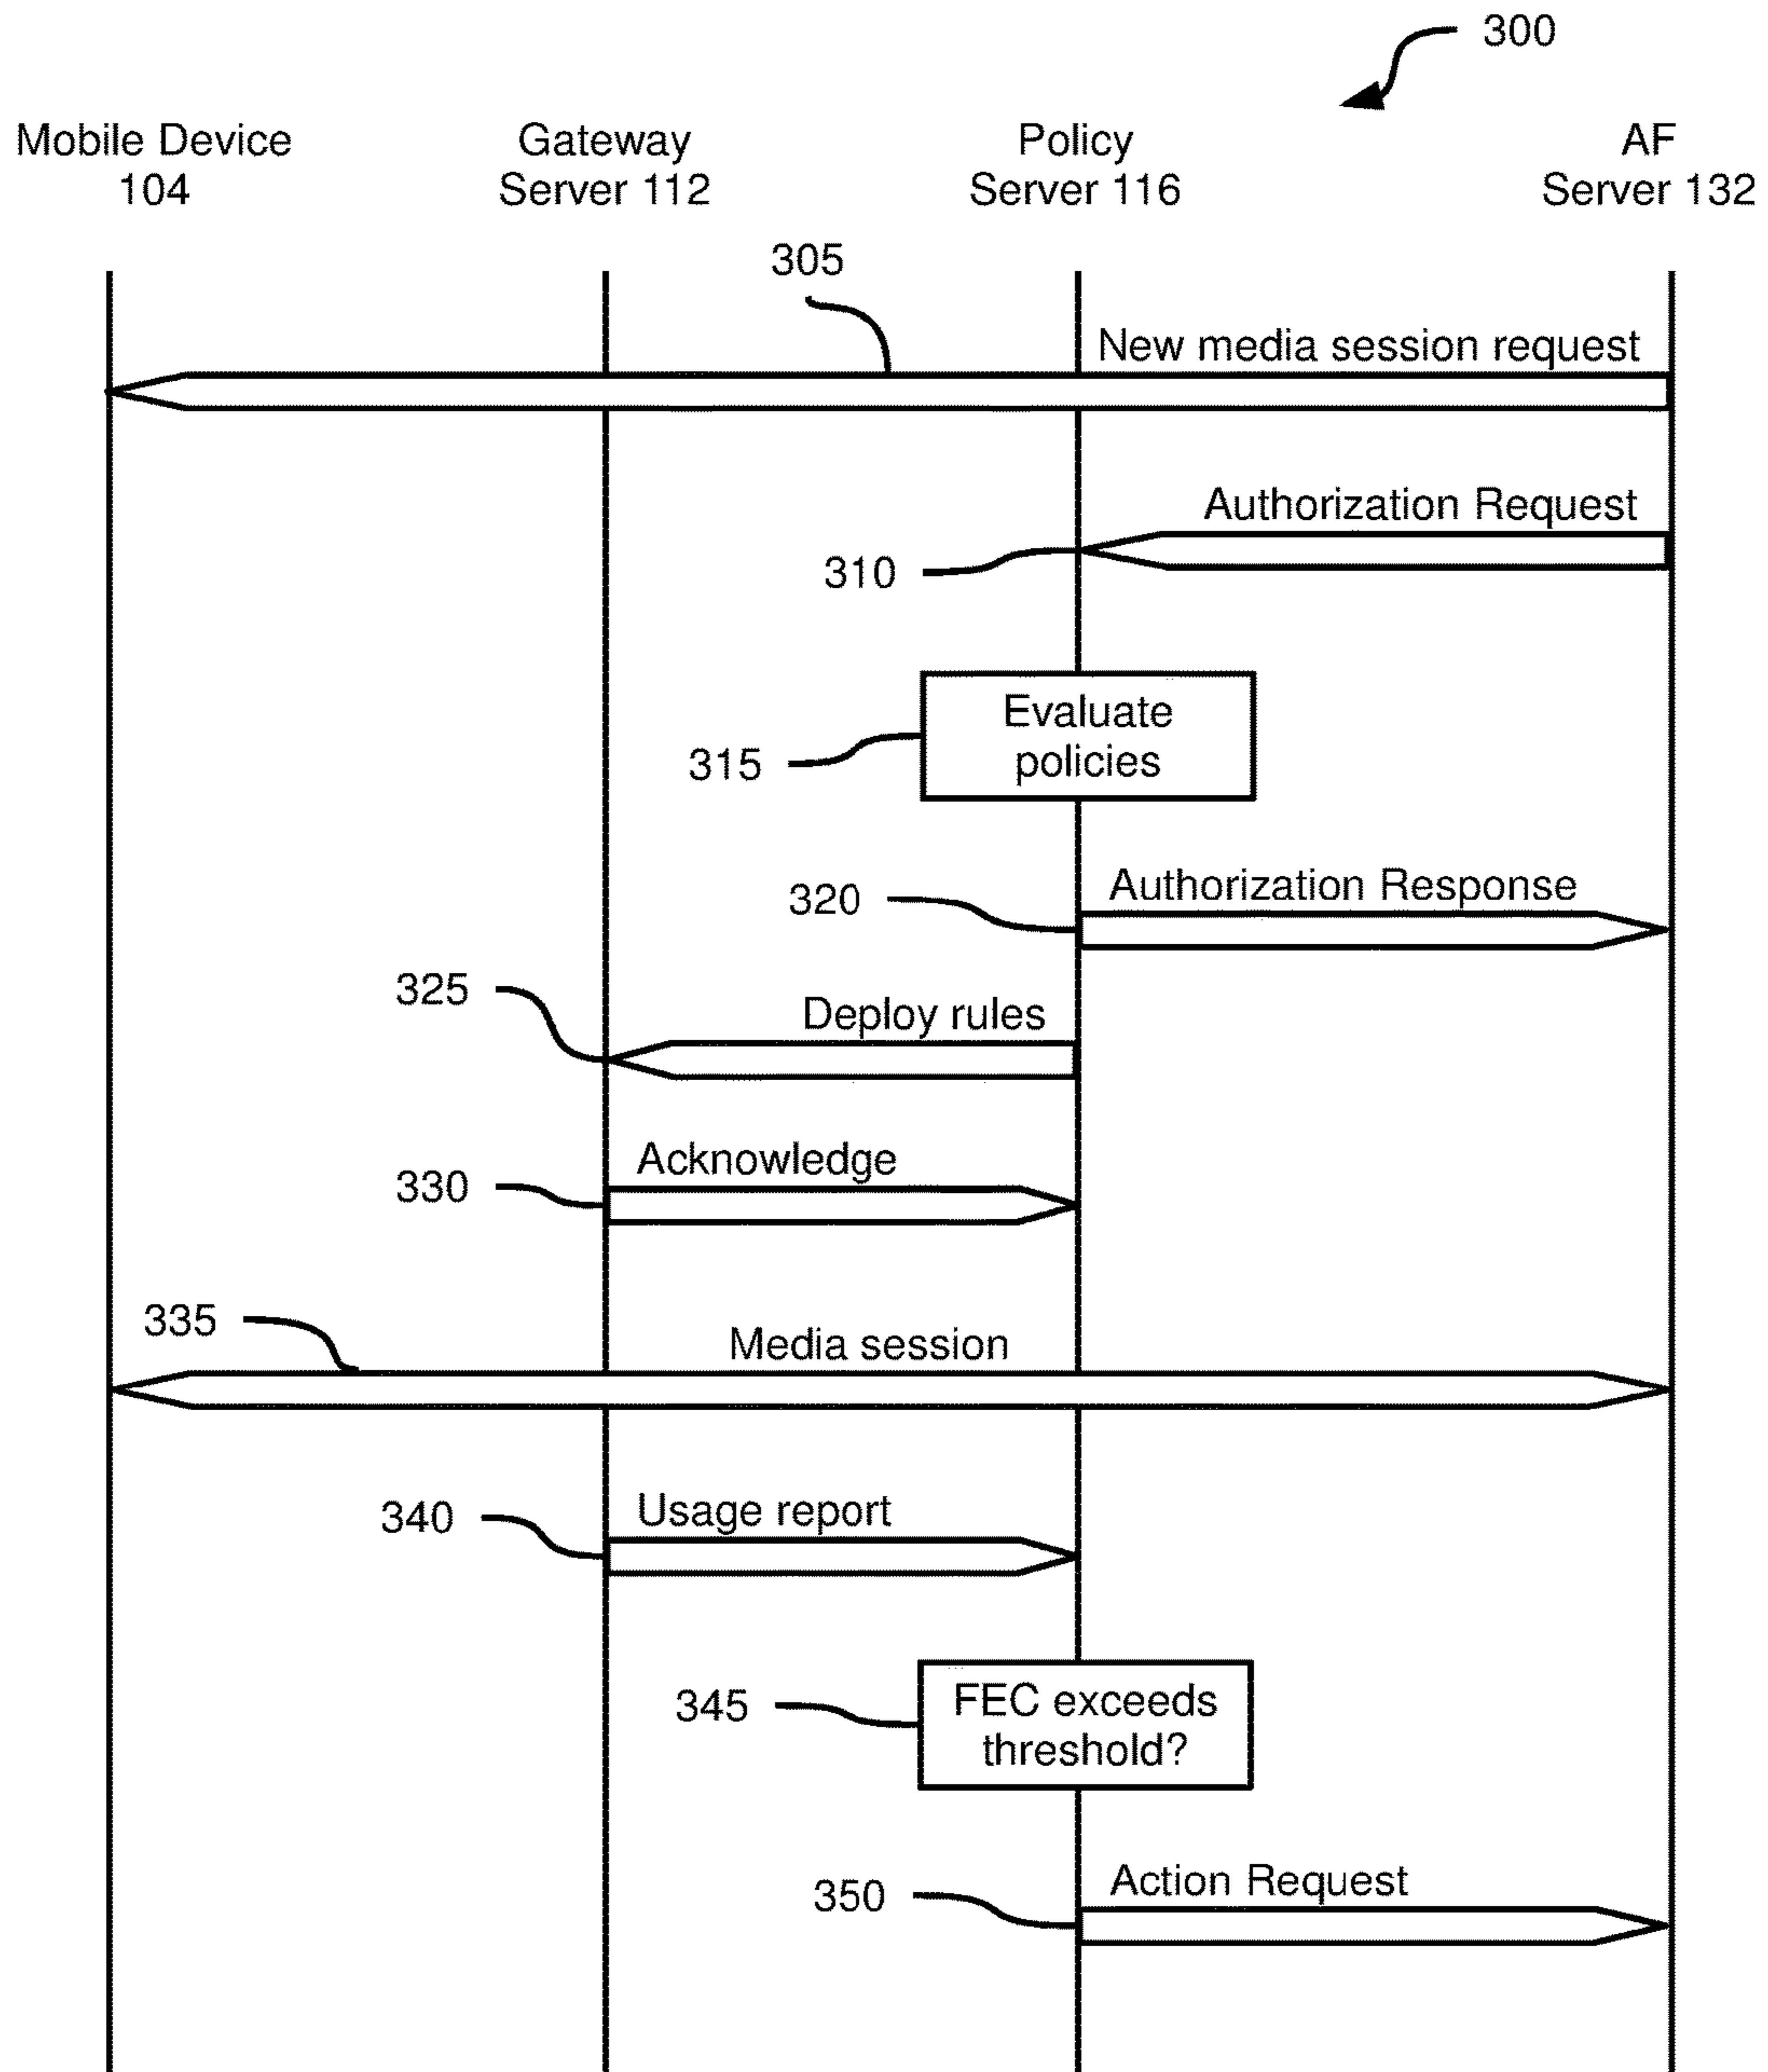 300
Mobile Device
104
Gateway
Server 112
Policy
Server 116
AF
Server 132
305
New media session request
Authorization Request
310
Evaluate
policies
315
Authorization Response
320
325
Deploy rules
Acknowledge
330
335
Media session
Usage report
340
FEC exceeds
threshold?
345
Action Request
350